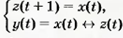 z(t + 1) = x(t),
y(t) = x(t) ↔ z(t)